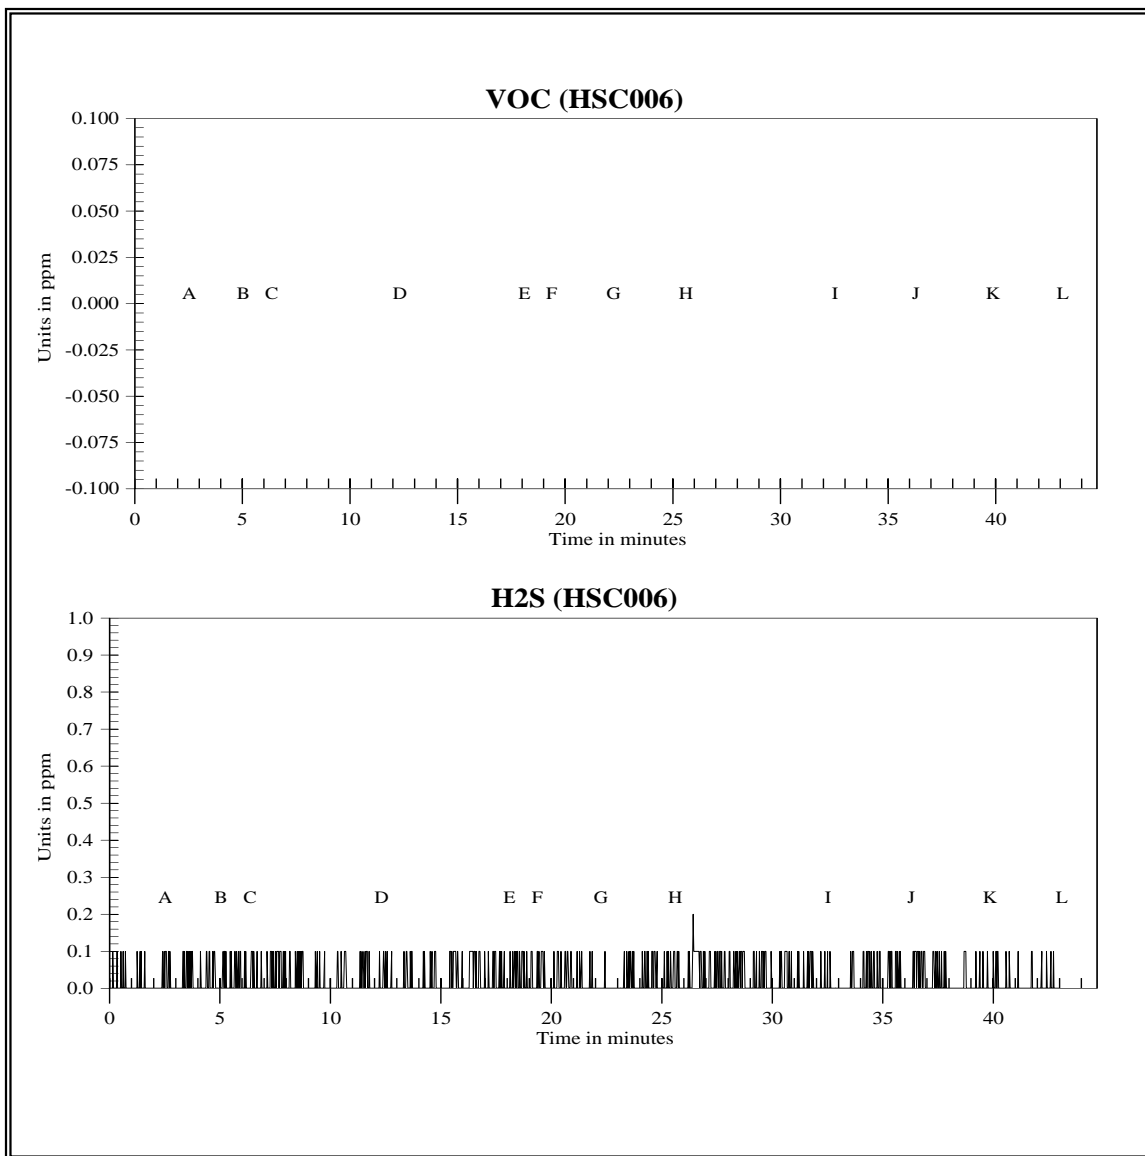 VOC (HSC006)
0.100
0.075
0.050
0.025
0.000
-0.025
-0.050
-0.075
-0.100
Units in ppm
A B C D E F G H I J K L
0 5 10 15 20 25 30 35 40
Time in minutes
H2S (HSC006)
1.0
0.9
0.8
0.7
0.6
0.5
0.4
0.3
0.2
0.1
0.0
Units in ppm
A B C D E F G H I J K L
0 5 10 15 20 25 30 35 40
Time in minutes